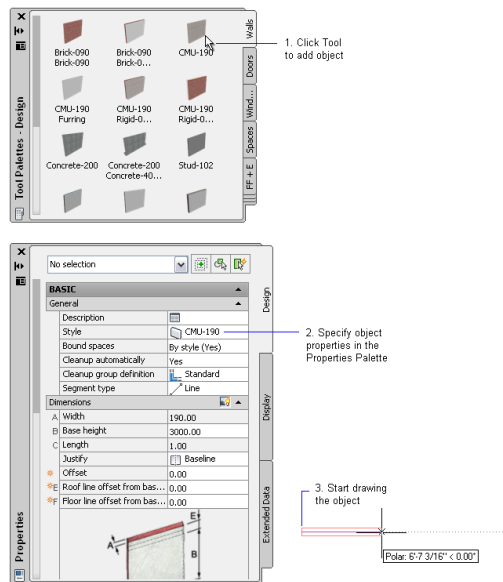 Tool Palettes - Design
Brick-090
Brick-090
Brick-090
Brick-0...
CMU-190
CMU-190
Furring
CMU-190
Rigid-0...
CMU-190
Rigid-0...
Concrete-200
Concrete-200
Concrete-40...
Stud-102
Walls
Doors
Wind...
Spaces
FF + E
1. Click Tool
to add object
Properties
No selection
BASIC
General
Description
Style CMU-190
Bound spaces By style (Yes)
Cleanup automatically Yes
Cleanup group definition Standard
Segment type Line
Dimensions
A Width 190.00
B Base height 3000.00
C Length 1.00
Justify Baseline
Offset 0.00
E Roof line offset from bas... 0.00
F Floor line offset from bas... 0.00
E
A
B
Design
Display
Extended Data
2. Specify object
properties in the
Properties Palette
3. Start drawing
the object
Polar: 6'-7 3/16" < 0.00°